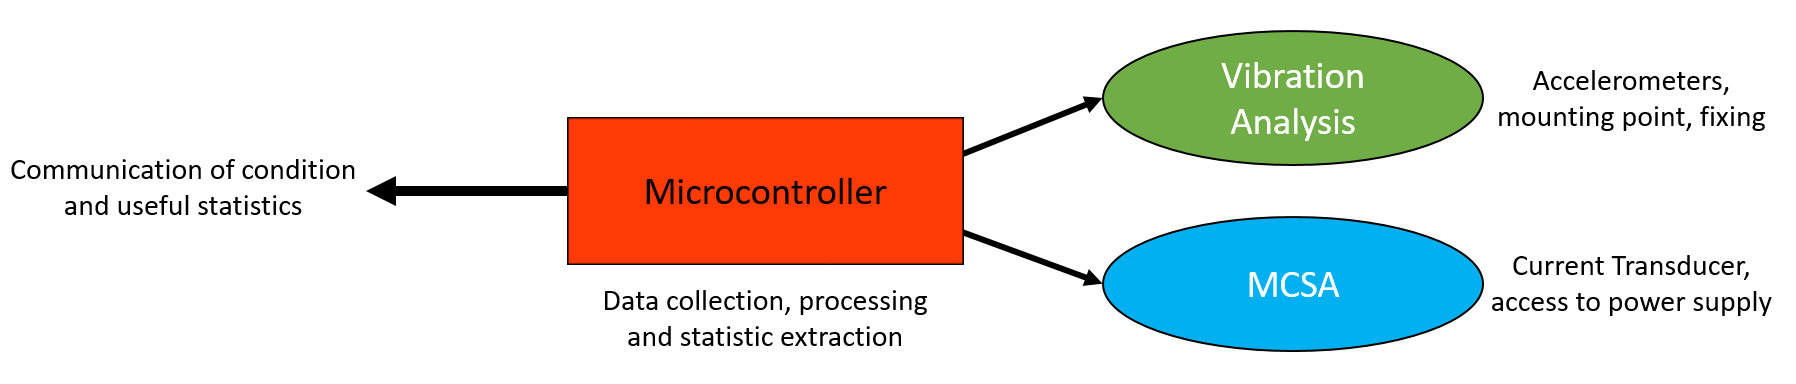 Communication of condition
and useful statistics
Microcontroller
Data collection, processing
and statistic extraction
Vibration
Analysis
Accelerometers,
mounting point, fixing
MCSA
Current Transducer,
access to power supply